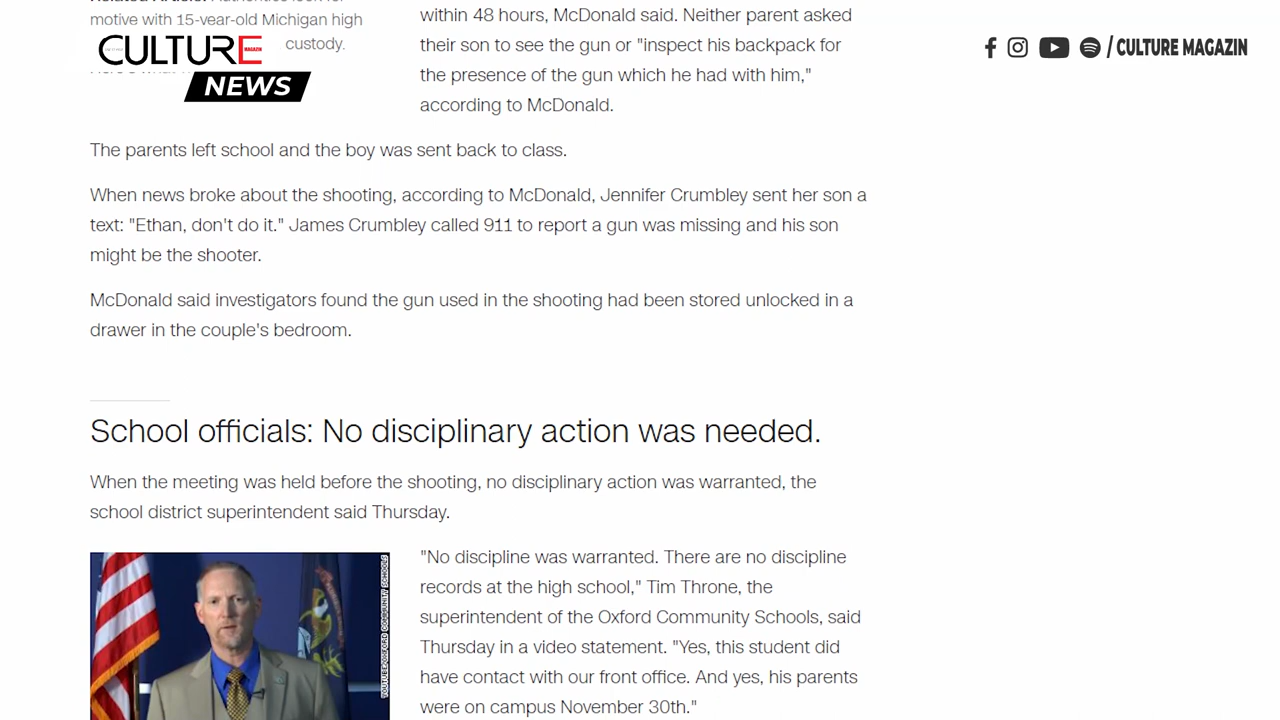 motive with 15-year-old Michigan high
custody.
CULTURE
MAGAZIN
NEWS
/ CULTURE MAGAZIN
within 48 hours, McDonald said. Neither parent asked
their son to see the gun or "inspect his backpack for
the presence of the gun which he had with him,"
according to McDonald.
The parents left school and the boy was sent back to class.
When news broke about the shooting, according to McDonald, Jennifer Crumbley sent her son a
text: "Ethan, don't do it." James Crumbley called 911 to report a gun was missing and his son
might be the shooter.
McDonald said investigators found the gun used in the shooting had been stored unlocked in a
drawer in the couple's bedroom.
School officials: No disciplinary action was needed.
When the meeting was held before the shooting, no disciplinary action was warranted, the
school district superintendent said Thursday.
YOUTUBE/OXFORD COMMUNITY SCHOOLS
"No discipline was warranted. There are no discipline
records at the high school," Tim Throne, the
superintendent of the Oxford Community Schools, said
Thursday in a video statement. "Yes, this student did
have contact with our front office. And yes, his parents
were on campus November 30th."